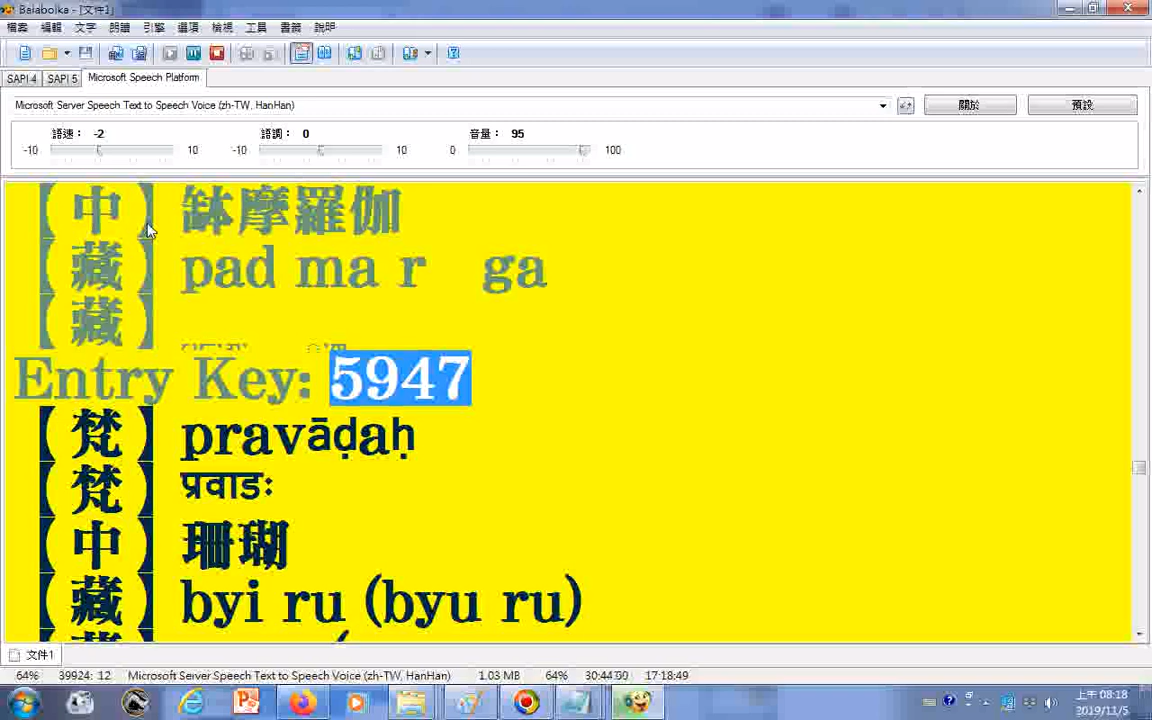 Balabolka - [文件1]
檔案 編輯 文字 朗讀 引擎 選項 檢視 工具 書籤 說明
SAPI 4 SAPI 5 Microsoft Speech Platform
Microsoft Server Speech Text to Speech Voice (zh-TW, HanHan) 關於 預設
語速： -2 語調： 0 音量： 95
-10 10 -10 10 0 100
【中】 缽摩羅伽
【藏】 pad ma r ga
【藏】
Entry Key: 5947
【梵】 pravāḍaḥ
【梵】 प्रवाडः
【中】 珊瑚
【藏】 byi ru (byu ru)
文件1
64% 39924: 12 Microsoft Server Speech Text to Speech Voice (zh-TW, HanHan) 1.03 MB 64% 30:44:00 17:18:49
上午 08:18
2019/11/5